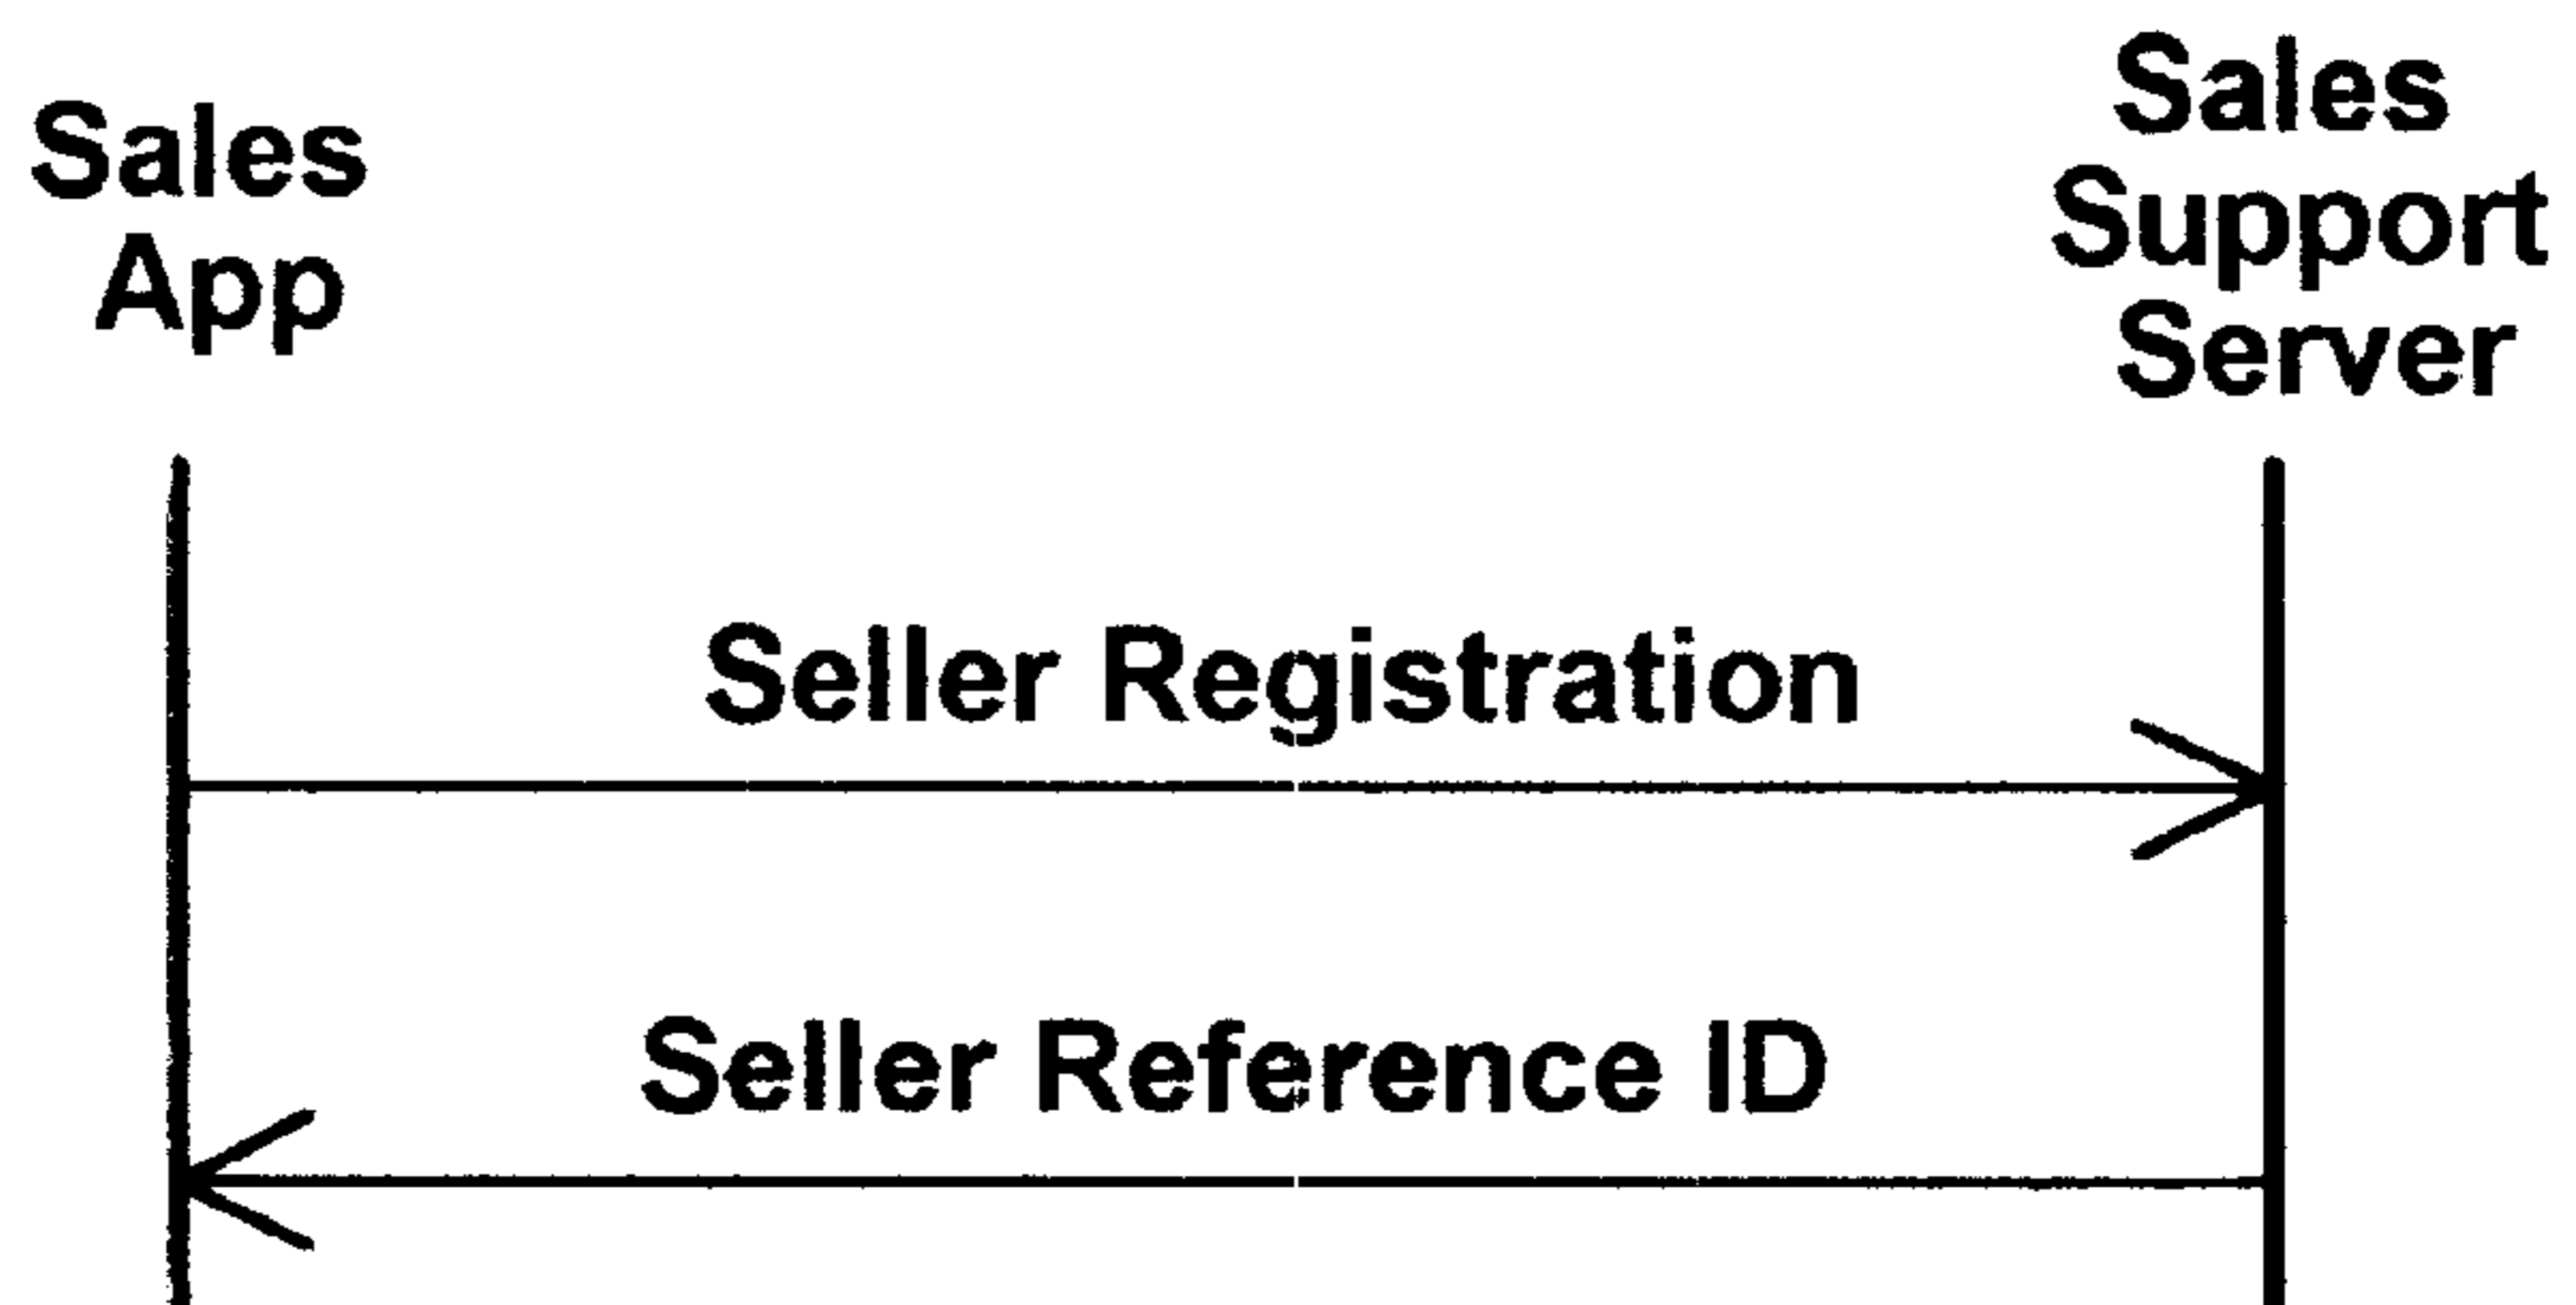 Sales
App
Sales
Support
Server
Seller Registration
Seller Reference ID